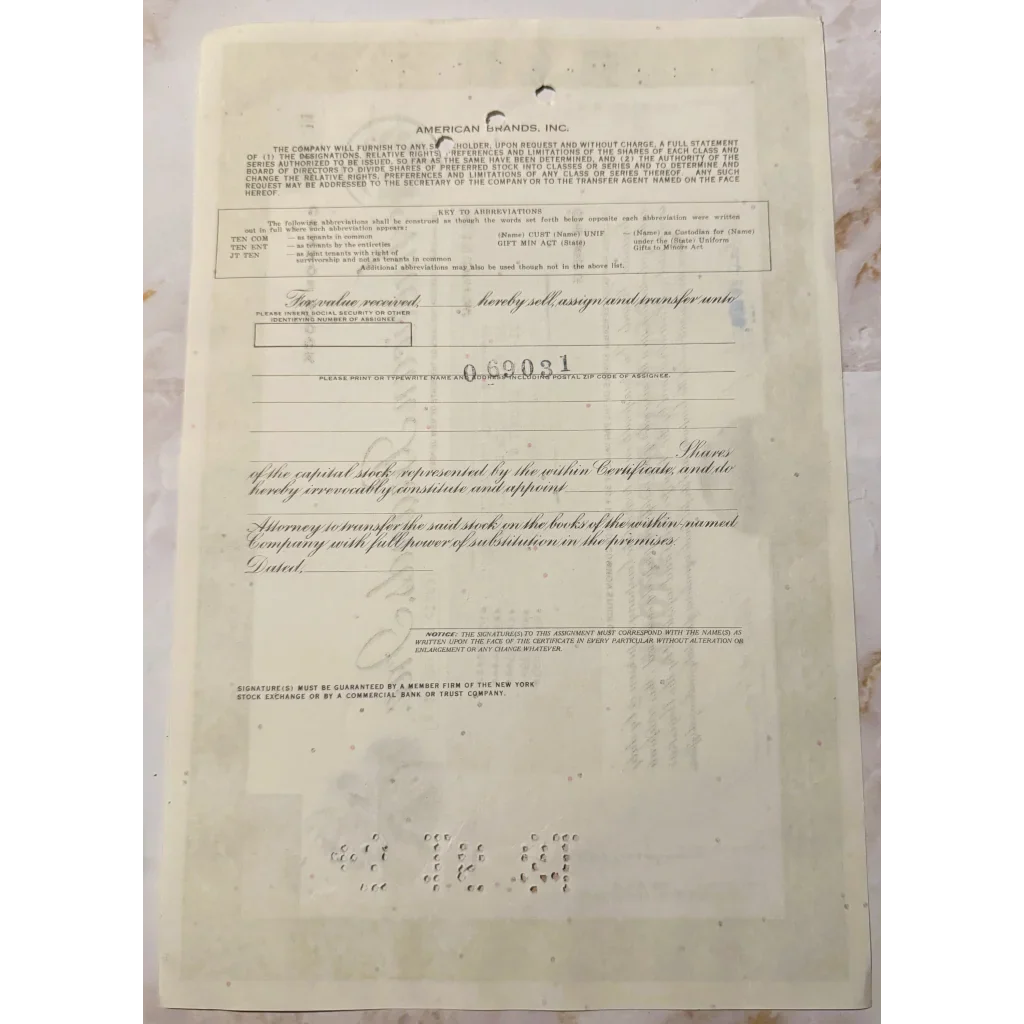 AMERICAN BRANDS, INC.
THE COMPANY WILL FURNISH TO ANY HOLDER, UPON REQUEST AND WITHOUT CHARGE, A FULL STATEMENT
OF (1) THE DESIGNATIONS, RELATIVE RIGHTS, PREFERENCES AND LIMITATIONS OF THE SHARES OF EACH CLASS AND
SERIES AUTHORIZED TO BE ISSUED, SO FAR AS THE SAME HAVE BEEN DETERMINED, AND (2) THE AUTHORITY OF THE
BOARD OF DIRECTORS TO DIVIDE SHARES OF PREFERRED STOCK INTO CLASSES OR SERIES AND TO DETERMINE AND
CHANGE THE RELATIVE RIGHTS, PREFERENCES AND LIMITATIONS OF ANY CLASS OR SERIES THEREOF. ANY SUCH
REQUEST MAY BE ADDRESSED TO THE SECRETARY OF THE COMPANY OR TO THE TRANSFER AGENT NAMED ON THE FACE
HEREOF.
KEY TO ABBREVIATIONS
The following abbreviations shall be construed as though the words set forth below opposite each abbreviation were written
out in full where such abbreviation appears:
TEN COM — as tenants in common
TEN ENT — as tenants by the entireties
JT TEN — as joint tenants with right of
survivorship and not as tenants in common
(Name) CUST (Name) UNIF — (Name) as Custodian for (Name)
GIFT MIN ACT (State) under the (State) Uniform
Gifts to Minors Act
Additional abbreviations may also be used though not in the above list.
For value received, hereby sell, assign and transfer unto
PLEASE INSERT SOCIAL SECURITY OR OTHER
IDENTIFYING NUMBER OF ASSIGNEE
069031
PLEASE PRINT OR TYPEWRITE NAME AND ADDRESS INCLUDING POSTAL ZIP CODE OF ASSIGNEE.
Shares
of the capital stock represented by the within Certificate, and do
hereby irrevocably constitute and appoint
Attorney to transfer the said stock on the books of the within-named
Company with full power of substitution in the premises.
Dated,
NOTICE: THE SIGNATURE(S) TO THIS ASSIGNMENT MUST CORRESPOND WITH THE NAME(S) AS
WRITTEN UPON THE FACE OF THE CERTIFICATE IN EVERY PARTICULAR WITHOUT ALTERATION OR
ENLARGEMENT OR ANY CHANGE WHATEVER.
SIGNATURE(S) MUST BE GUARANTEED BY A MEMBER FIRM OF THE NEW YORK
STOCK EXCHANGE OR BY A COMMERCIAL BANK OR TRUST COMPANY.